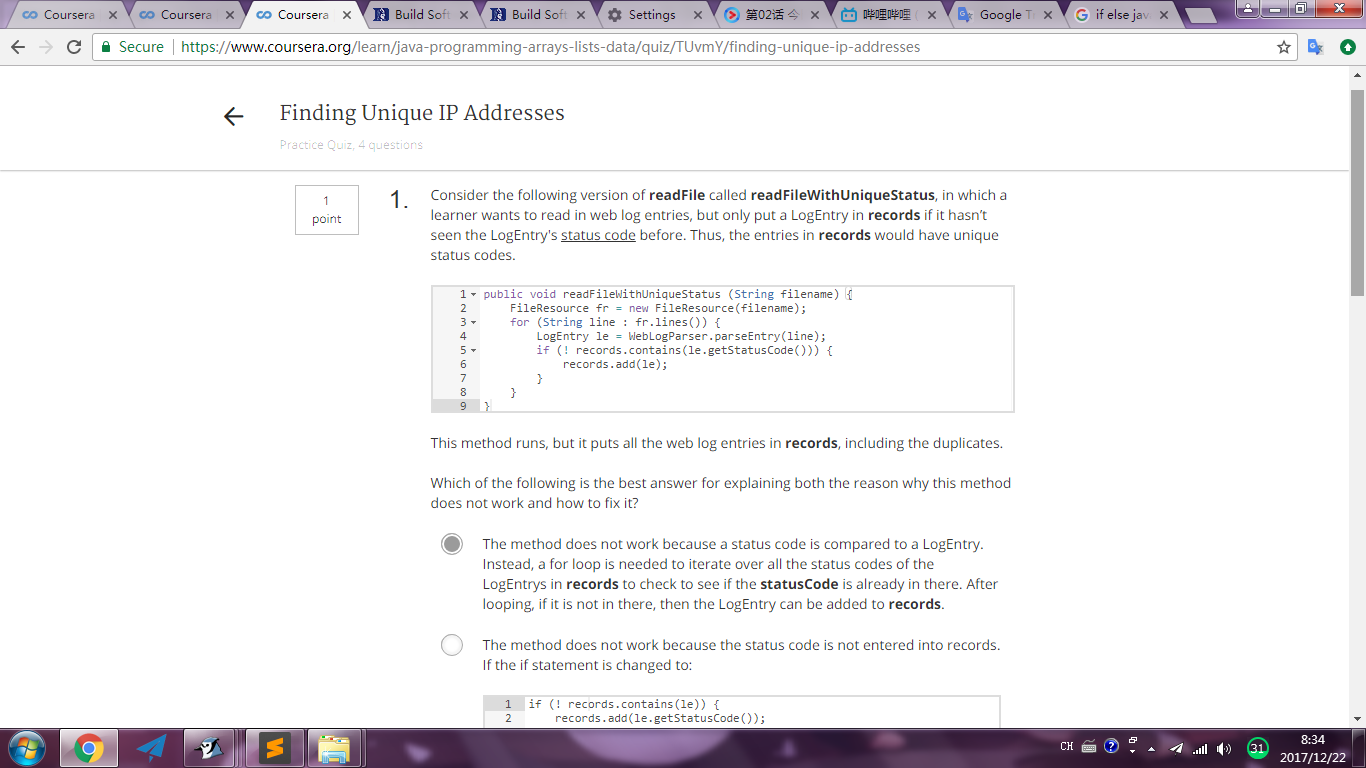 Coursera
Coursera
Coursera
Build Soft
Build Soft
Settings
第02话 今
哔哩哔哩 (
Google T
if else jav
Secure
https://www.coursera.org/learn/java-programming-arrays-lists-data/quiz/TUvmY/finding-unique-ip-addresses
Finding Unique IP Addresses
Practice Quiz, 4 questions
1
point
1.
Consider the following version of readFile called readFileWithUniqueStatus, in which a
learner wants to read in web log entries, but only put a LogEntry in records if it hasn't
seen the LogEntry's status code before. Thus, the entries in records would have unique
status codes.
1 public void readFileWithUniqueStatus (String filename) {
2 FileResource fr = new FileResource(filename);
3 for (String line : fr.lines()) {
4 LogEntry le = WebLogParser.parseEntry(line);
5 if (! records.contains(le.getStatusCode())) {
6 records.add(le);
7 }
8 }
9 }
This method runs, but it puts all the web log entries in records, including the duplicates.
Which of the following is the best answer for explaining both the reason why this method
does not work and how to fix it?
The method does not work because a status code is compared to a LogEntry.
Instead, a for loop is needed to iterate over all the status codes of the
LogEntrys in records to check to see if the statusCode is already in there. After
looping, if it is not in there, then the LogEntry can be added to records.
The method does not work because the status code is not entered into records.
If the if statement is changed to:
1 if (! records.contains(le)) {
2 records.add(le.getStatusCode());
CH
31
8:34
2017/12/22